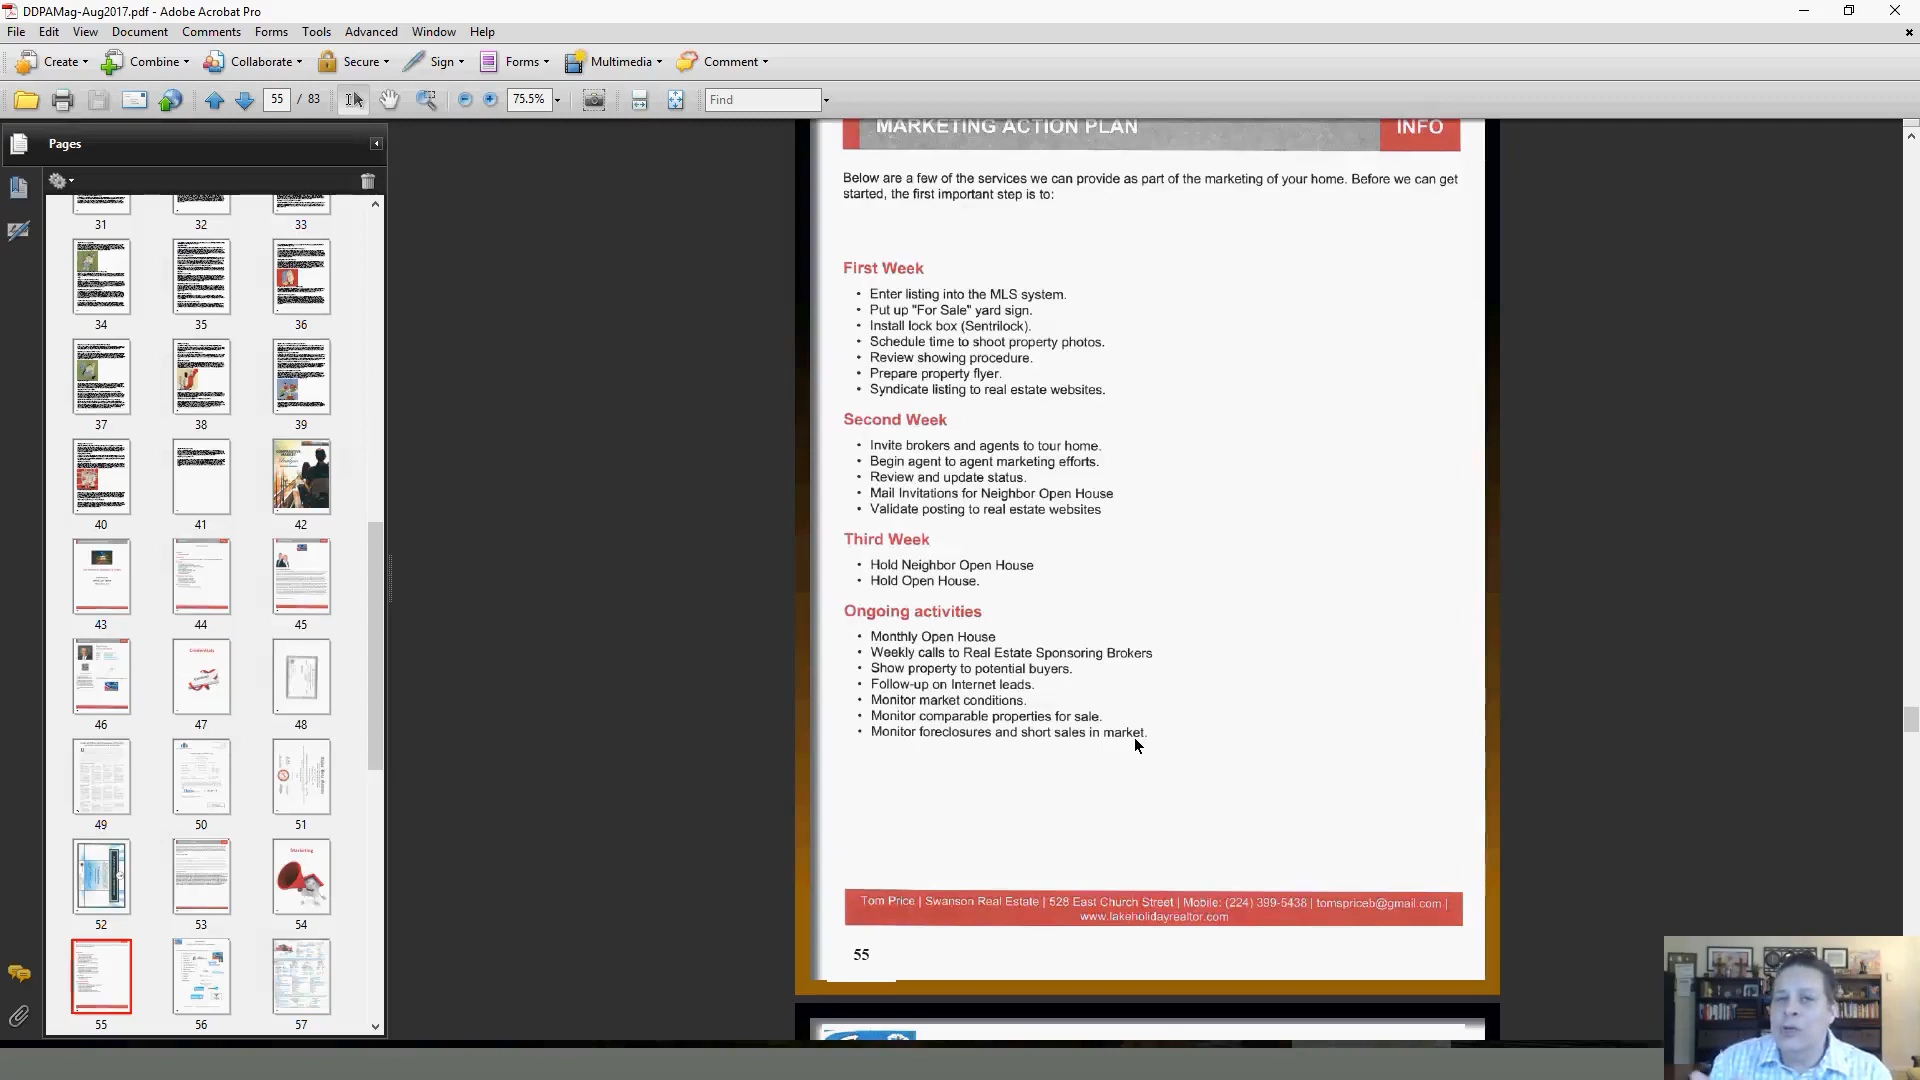 DDPAMag-Aug2017.pdf - Adobe Acrobat Pro
File Edit View Document Comments Forms Tools Advanced Window Help
Create Combine Collaborate Secure Sign Forms Multimedia Comment
55 / 83 75.5% Find
Pages
31 32 33
34 35 36
37 38 39
40 41 42
43 44 45
Credentials
46 47 48
49 50 51
Marketing
52 53 54
55 56 57
MARKETING ACTION PLAN INFO
Below are a few of the services we can provide as part of the marketing of your home. Before we can get
started, the first important step is to:
First Week
• Enter listing into the MLS system.
• Put up "For Sale" yard sign.
• Install lock box (Sentrilock).
• Schedule time to shoot property photos.
• Review showing procedure.
• Prepare property flyer.
• Syndicate listing to real estate websites.
Second Week
• Invite brokers and agents to tour home.
• Begin agent to agent marketing efforts.
• Review and update status.
• Mail Invitations for Neighbor Open House
• Validate posting to real estate websites
Third Week
• Hold Neighbor Open House
• Hold Open House.
Ongoing activities
• Monthly Open House
• Weekly calls to Real Estate Sponsoring Brokers
• Show property to potential buyers.
• Follow-up on Internet leads.
• Monitor market conditions.
• Monitor comparable properties for sale.
• Monitor foreclosures and short sales in market.
Tom Price | Swanson Real Estate | 528 East Church Street | Mobile: (224) 399-5438 | tomspriceb@gmail.com |
www.lakeholidayrealtor.com
55